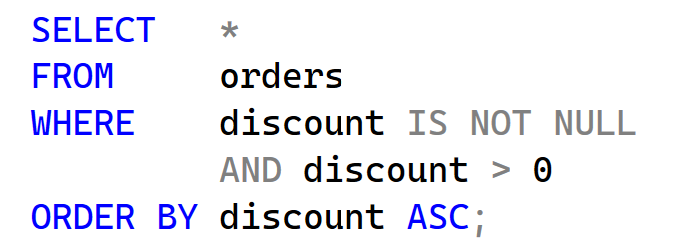 SELECT   *
FROM     orders
WHERE    discount IS NOT NULL
         AND discount > 0
ORDER BY discount ASC;